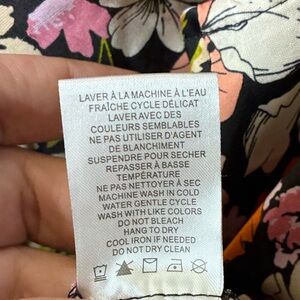 LAVER À LA MACHINE À L'EAU
FRAÎCHE CYCLE DÉLICAT
LAVER AVEC DES
COULEURS SEMBLABLES
NE PAS UTILISER D'AGENT
DE BLANCHIMENT
SUSPENDRE POUR SECHER
REPASSER À BASSE
TEMPÉRATURE
NE PAS NETTOYER À SEC
MACHINE WASH IN COLD
WATER GENTLE CYCLE
WASH WITH LIKE COLORS
DO NOT BLEACH
HANG TO DRY
COOL IRON IF NEEDED
DO NOT DRY CLEAN